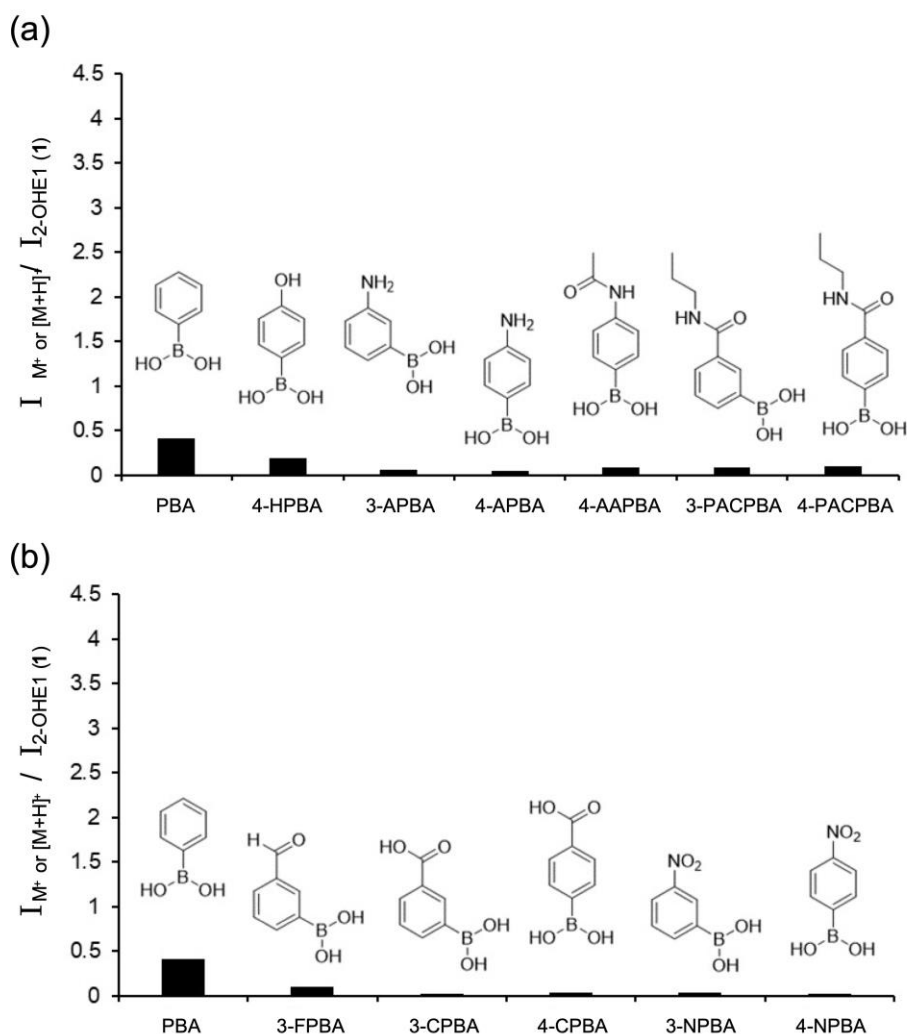 (a)
I M+ or [M+H]+/ I2-OHE1 (1)
4.5
4
3.5
3
2.5
2
1.5
1
0.5
0
B
HO OH
OH
B
HO OH
NH2
B
OH
OH
NH2
B
HO OH
O
NH
B
HO OH
HN
O
B
OH
OH
HN
O
B
HO OH
PBA 4-HPBA 3-APBA 4-APBA 4-AAPBA 3-PACPBA 4-PACPBA
(b)
I M+ or [M+H]+ / I2-OHE1 (1)
4.5
4
3.5
3
2.5
2
1.5
1
0.5
0
B
HO OH
H
O
B
OH
OH
HO
O
B
OH
OH
HO
O
B
HO OH
NO2
B
OH
OH
NO2
B
HO OH
PBA 3-FPBA 3-CPBA 4-CPBA 3-NPBA 4-NPBA